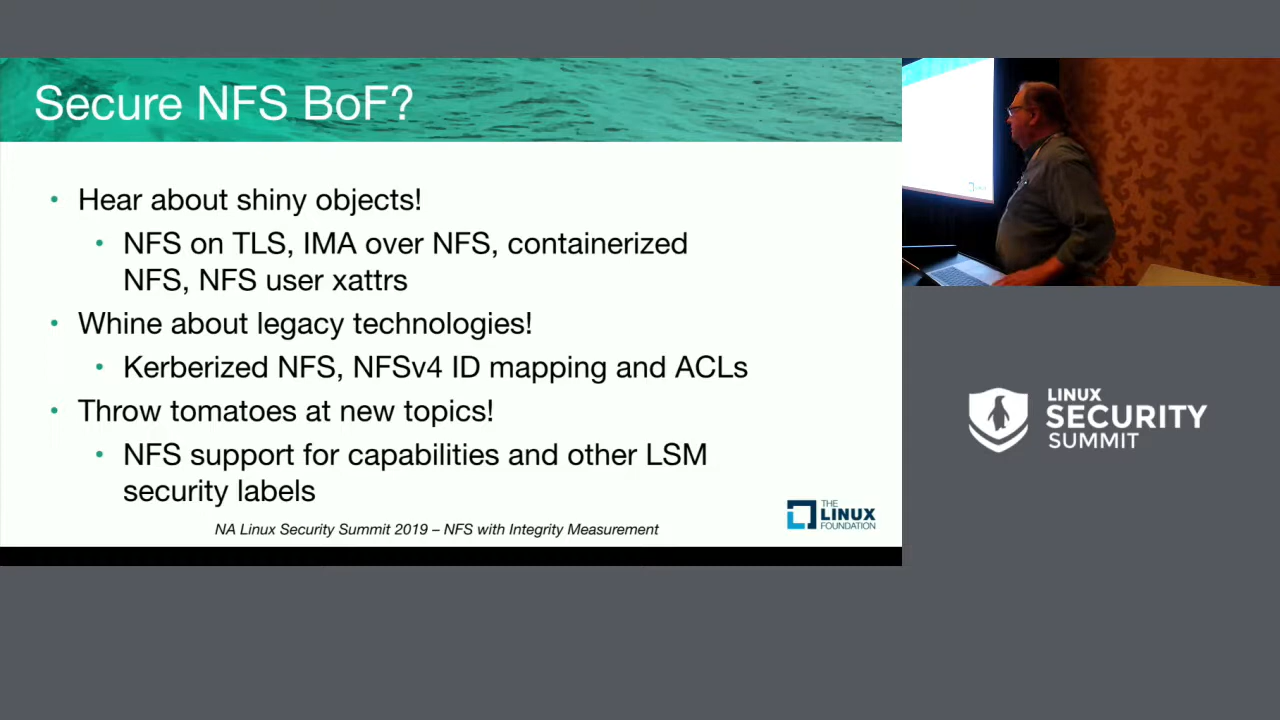 Secure NFS BoF?
• Hear about shiny objects!
• NFS on TLS, IMA over NFS, containerized
NFS, NFS user xattrs
• Whine about legacy technologies!
• Kerberized NFS, NFSv4 ID mapping and ACLs
• Throw tomatoes at new topics!
• NFS support for capabilities and other LSM
security labels
NA Linux Security Summit 2019 – NFS with Integrity Measurement
THE
LINUX
FOUNDATION
LINUX
SECURITY
SUMMIT